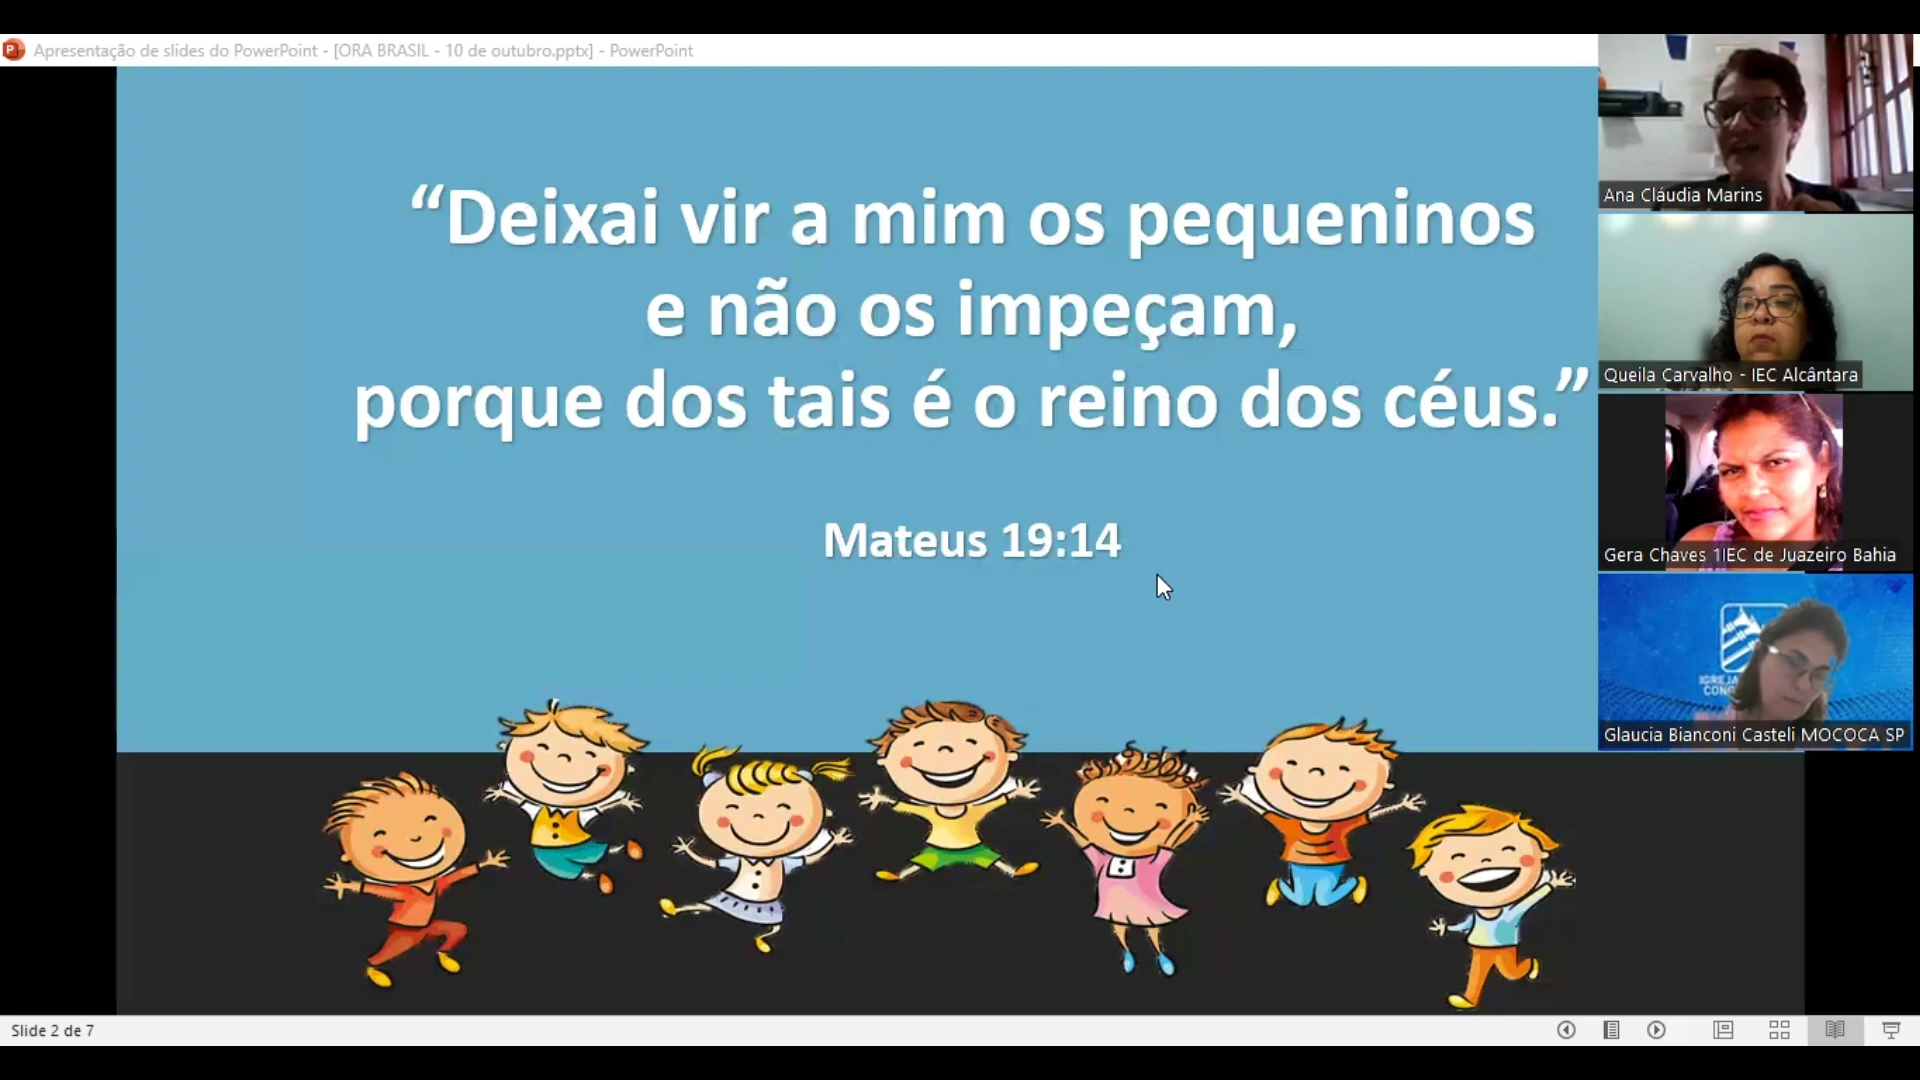 Apresentação de slides do PowerPoint - [ORA BRASIL - 10 de outubro.pptx] - PowerPoint
“Deixai vir a mim os pequeninos
e não os impeçam,
porque dos tais é o reino dos céus.”
Mateus 19:14
Ana Cláudia Marins
Queila Carvalho - IEC Alcântara
Gera Chaves 1IEC de Juazeiro Bahia
IGREJA
CONG
Glaucia Bianconi Casteli MOCOCA SP
Slide 2 de 7